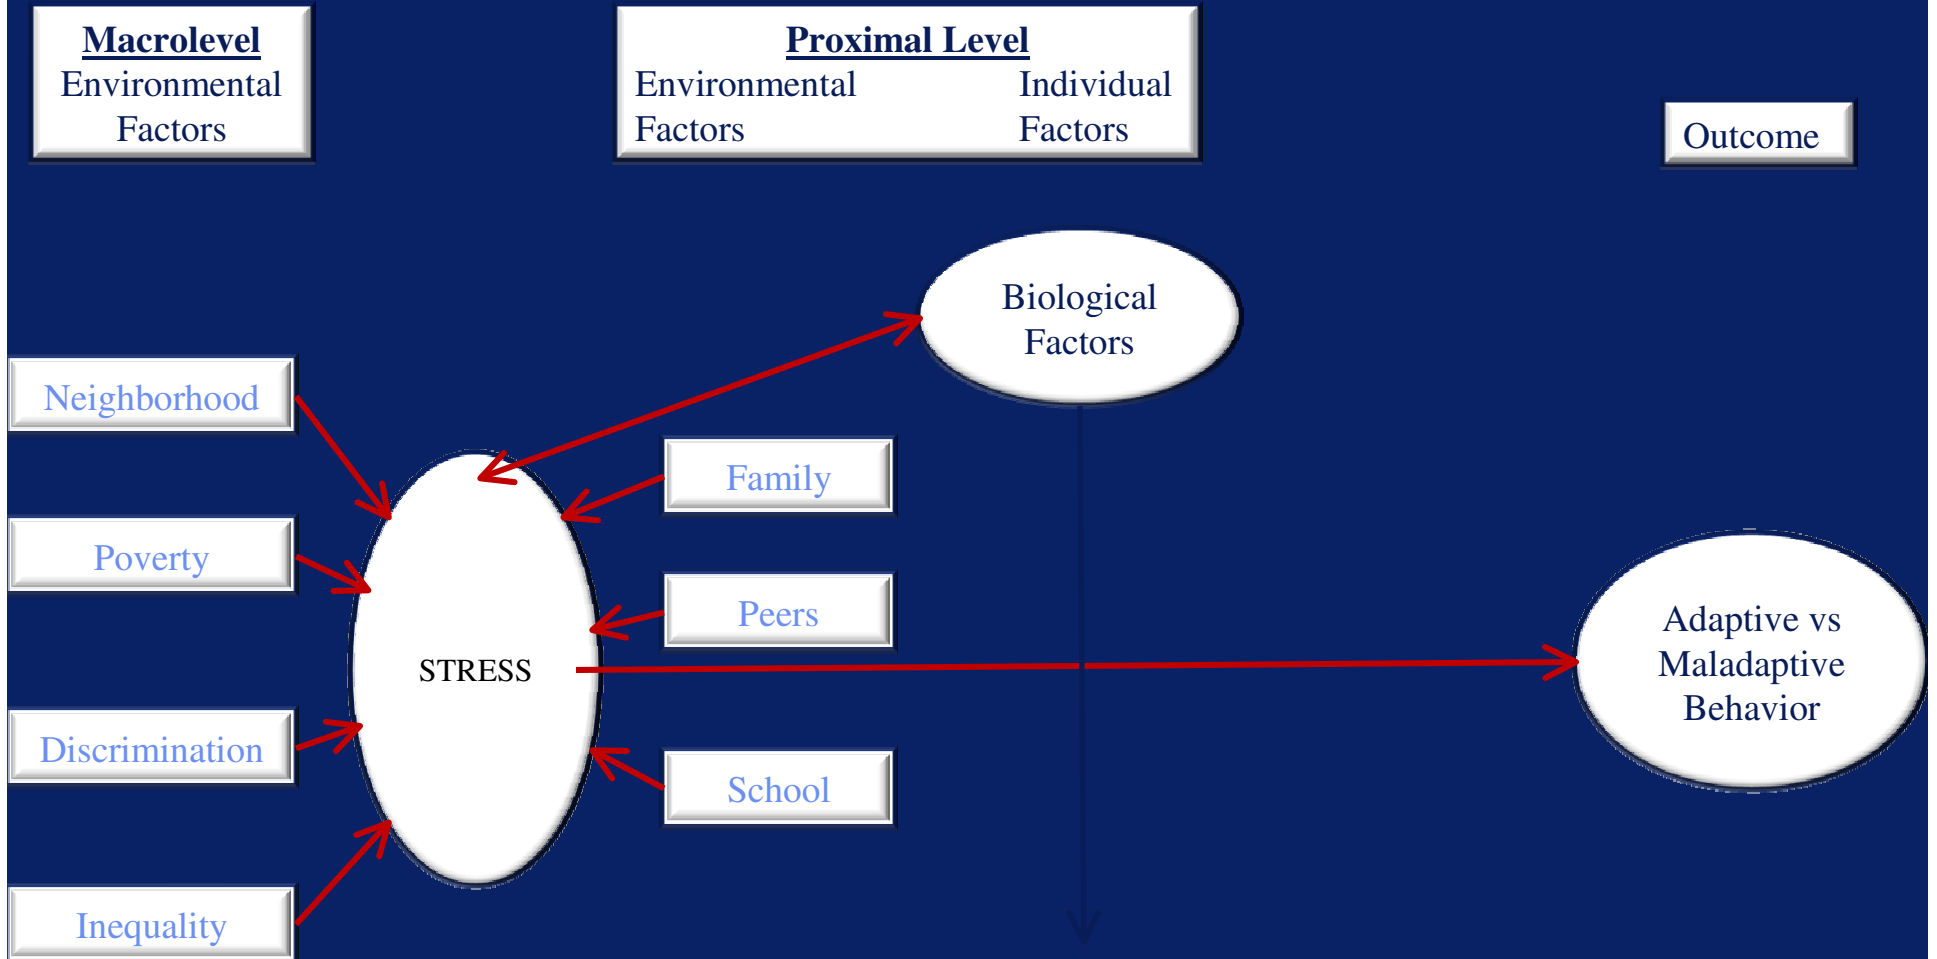 Macrolevel
Environmental
Factors
Proximal Level
Environmental Individual
Factors Factors
Outcome
Biological
Factors
Neighborhood
Family
Poverty
Peers
STRESS
Adaptive vs
Maladaptive
Behavior
Discrimination
School
Inequality